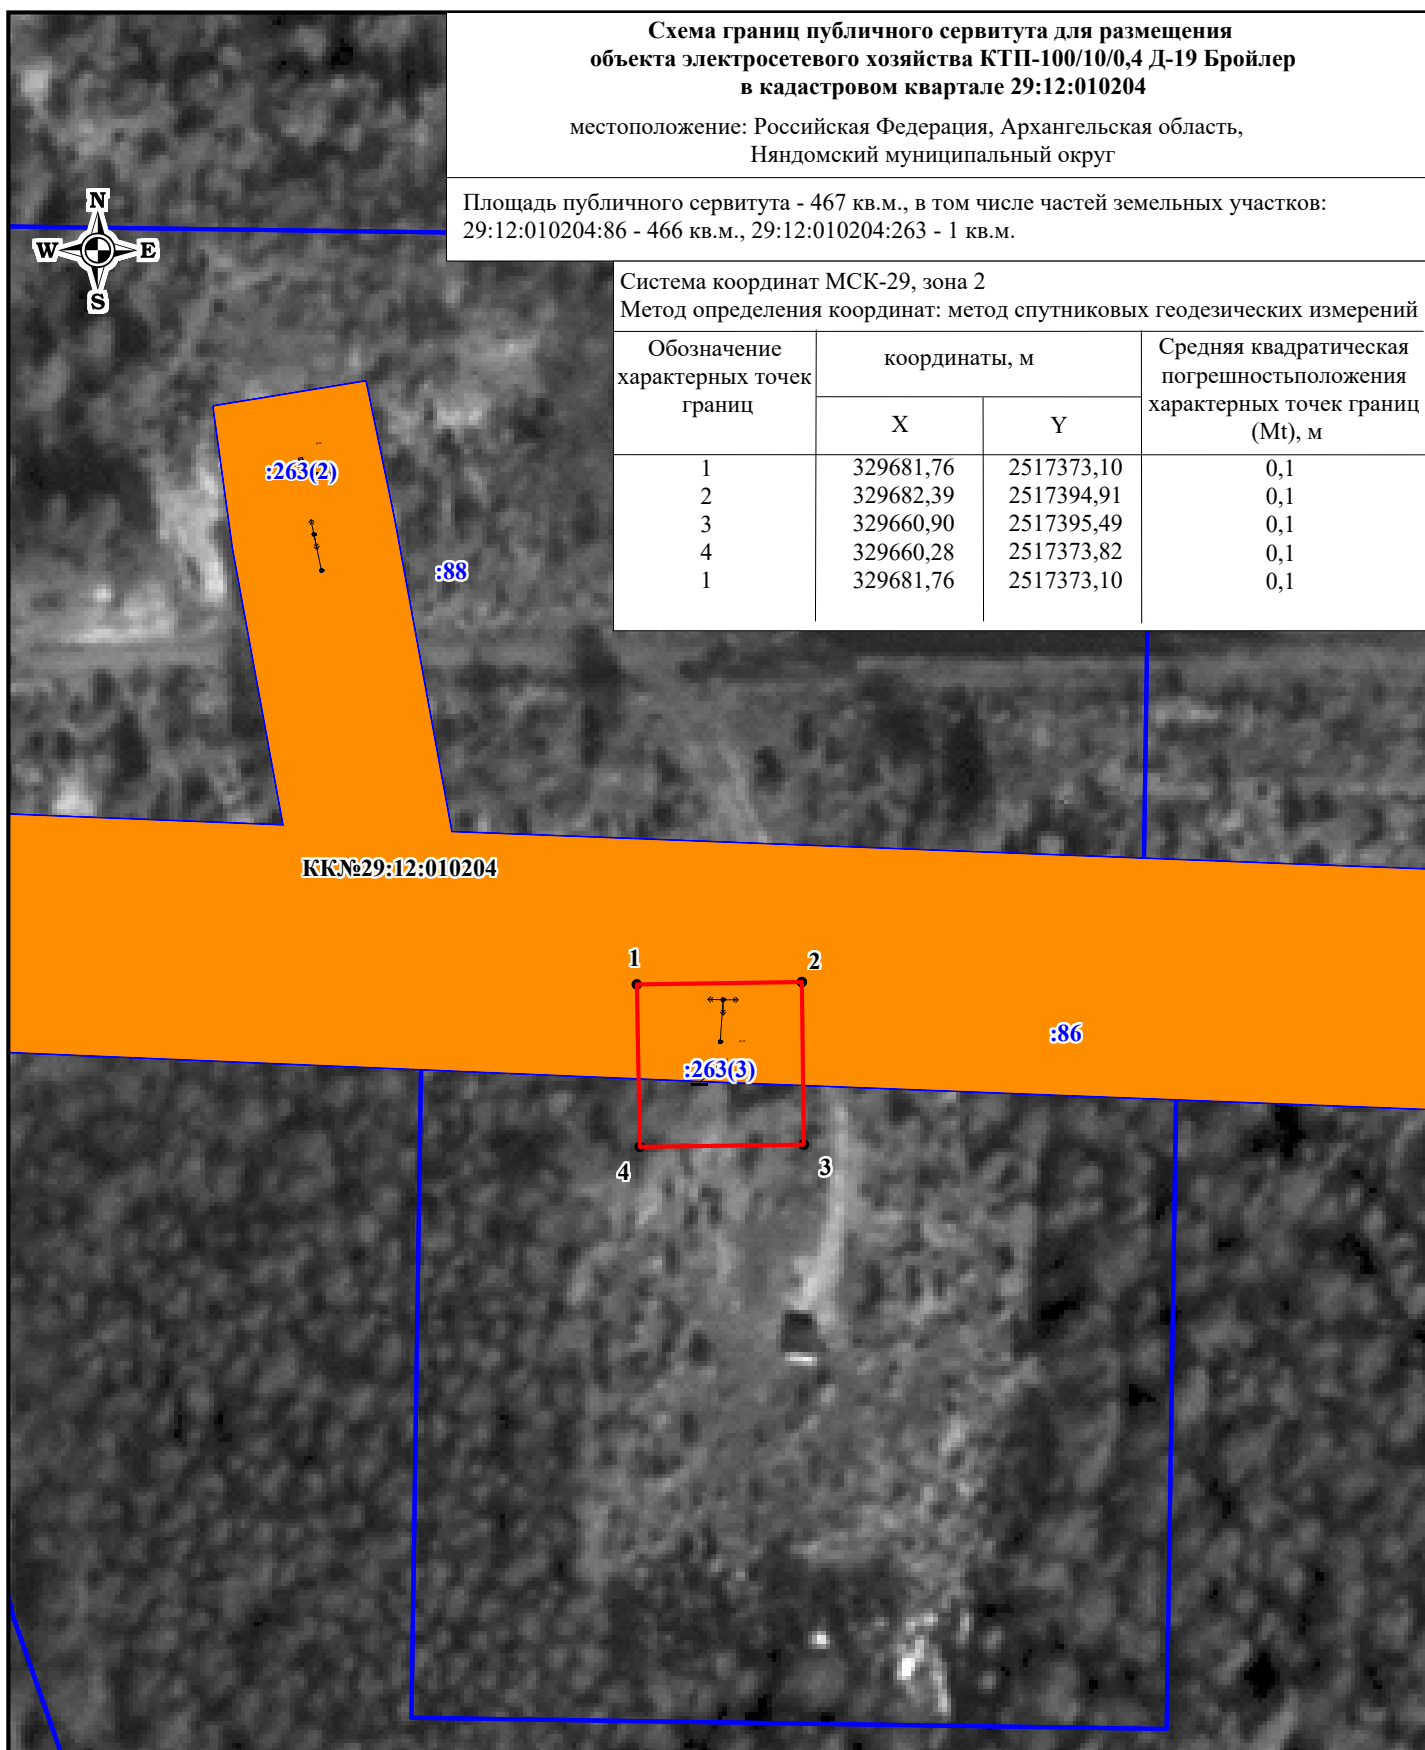 Схема границ публичного сервитута для размещения
объекта электросетевого хозяйства КТП-100/10/0,4 Д-19 Бройлер
в кадастровом квартале 29:12:010204
местоположение: Российская Федерация, Архангельская область,
Няндомский муниципальный округ
Площадь публичного сервитута - 467 кв.м., в том числе частей земельных участков:
29:12:010204:86 - 466 кв.м., 29:12:010204:263 - 1 кв.м.
Система координат МСК-29, зона 2
Метод определения координат: метод спутниковых геодезических измерений
Обозначение характерных точек границ
координаты, м
X Y
Средняя квадратическая погрешностьположения характерных точек границ (Mt), м
1 329681,76 2517373,10 0,1
2 329682,39 2517394,91 0,1
3 329660,90 2517395,49 0,1
4 329660,28 2517373,82 0,1
1 329681,76 2517373,10 0,1
N
W E
S
:263(2)
:88
КК№29:12:010204
1 2
:86
:263(3)
4 3